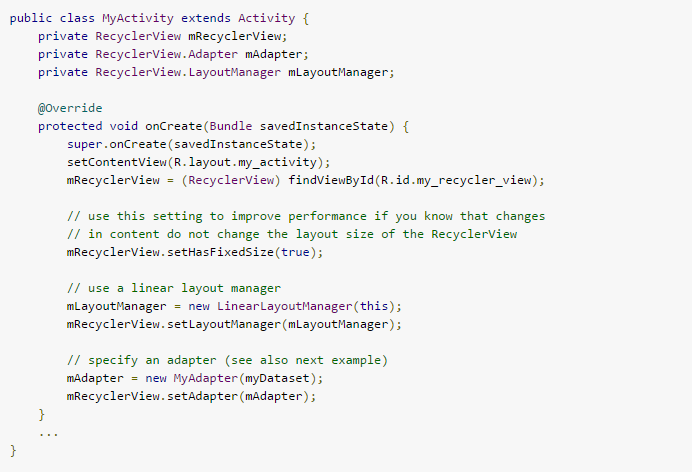 public class MyActivity extends Activity {
    private RecyclerView mRecyclerView;
    private RecyclerView.Adapter mAdapter;
    private RecyclerView.LayoutManager mLayoutManager;

    @Override
    protected void onCreate(Bundle savedInstanceState) {
        super.onCreate(savedInstanceState);
        setContentView(R.layout.my_activity);
        mRecyclerView = (RecyclerView) findViewById(R.id.my_recycler_view);

        // use this setting to improve performance if you know that changes
        // in content do not change the layout size of the RecyclerView
        mRecyclerView.setHasFixedSize(true);

        // use a linear layout manager
        mLayoutManager = new LinearLayoutManager(this);
        mRecyclerView.setLayoutManager(mLayoutManager);

        // specify an adapter (see also next example)
        mAdapter = new MyAdapter(myDataset);
        mRecyclerView.setAdapter(mAdapter);
    }
    ...
}